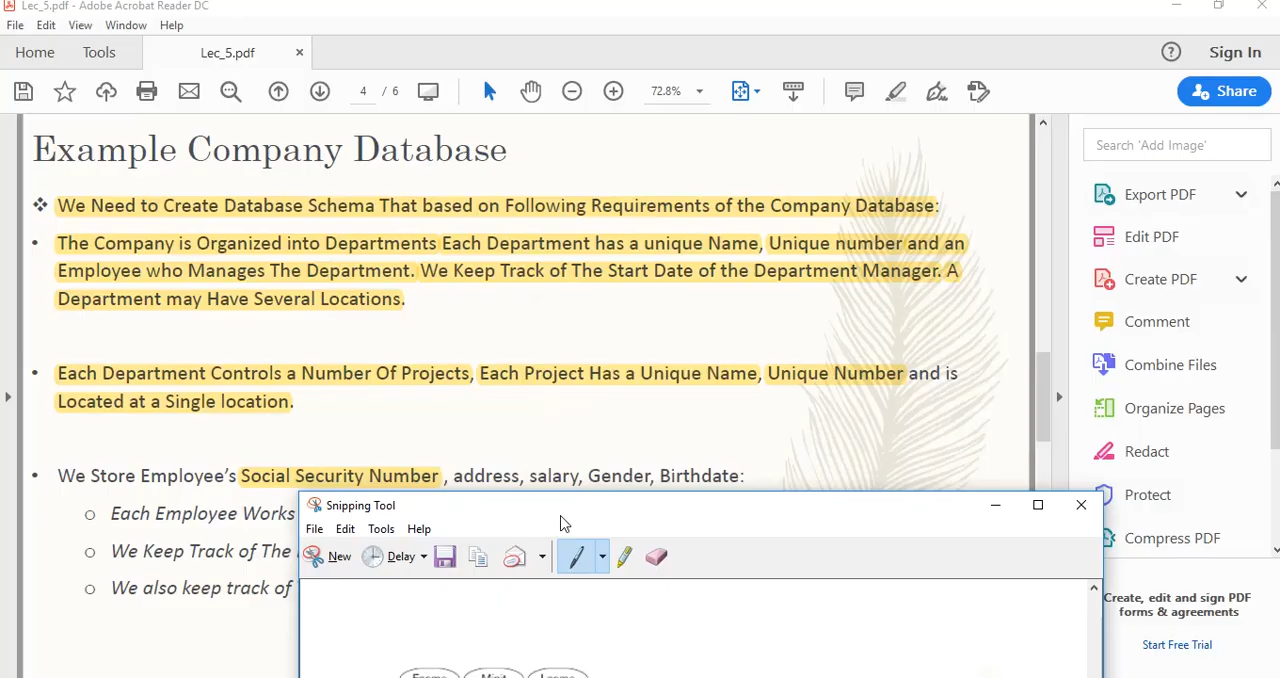 Lec_5.pdf - Adobe Acrobat Reader DC
File Edit View Window Help
Home Tools Lec_5.pdf × ? Sign In
4 / 6 72.8% Share
Example Company Database
❖ We Need to Create Database Schema That based on Following Requirements of the Company Database:
• The Company is Organized into Departments Each Department has a unique Name, Unique number and an
Employee who Manages The Department. We Keep Track of The Start Date of the Department Manager. A
Department may Have Several Locations.
• Each Department Controls a Number Of Projects, Each Project Has a Unique Name, Unique Number and is
Located at a Single location.
• We Store Employee's Social Security Number , address, salary, Gender, Birthdate:
o Each Employee Works
o We Keep Track of The
o We also keep track of
Snipping Tool
File Edit Tools Help
New Delay
Minit
Search 'Add Image'
Export PDF
Edit PDF
Create PDF
Comment
Combine Files
Organize Pages
Redact
Protect
Compress PDF
Create, edit and sign PDF
forms & agreements
Start Free Trial